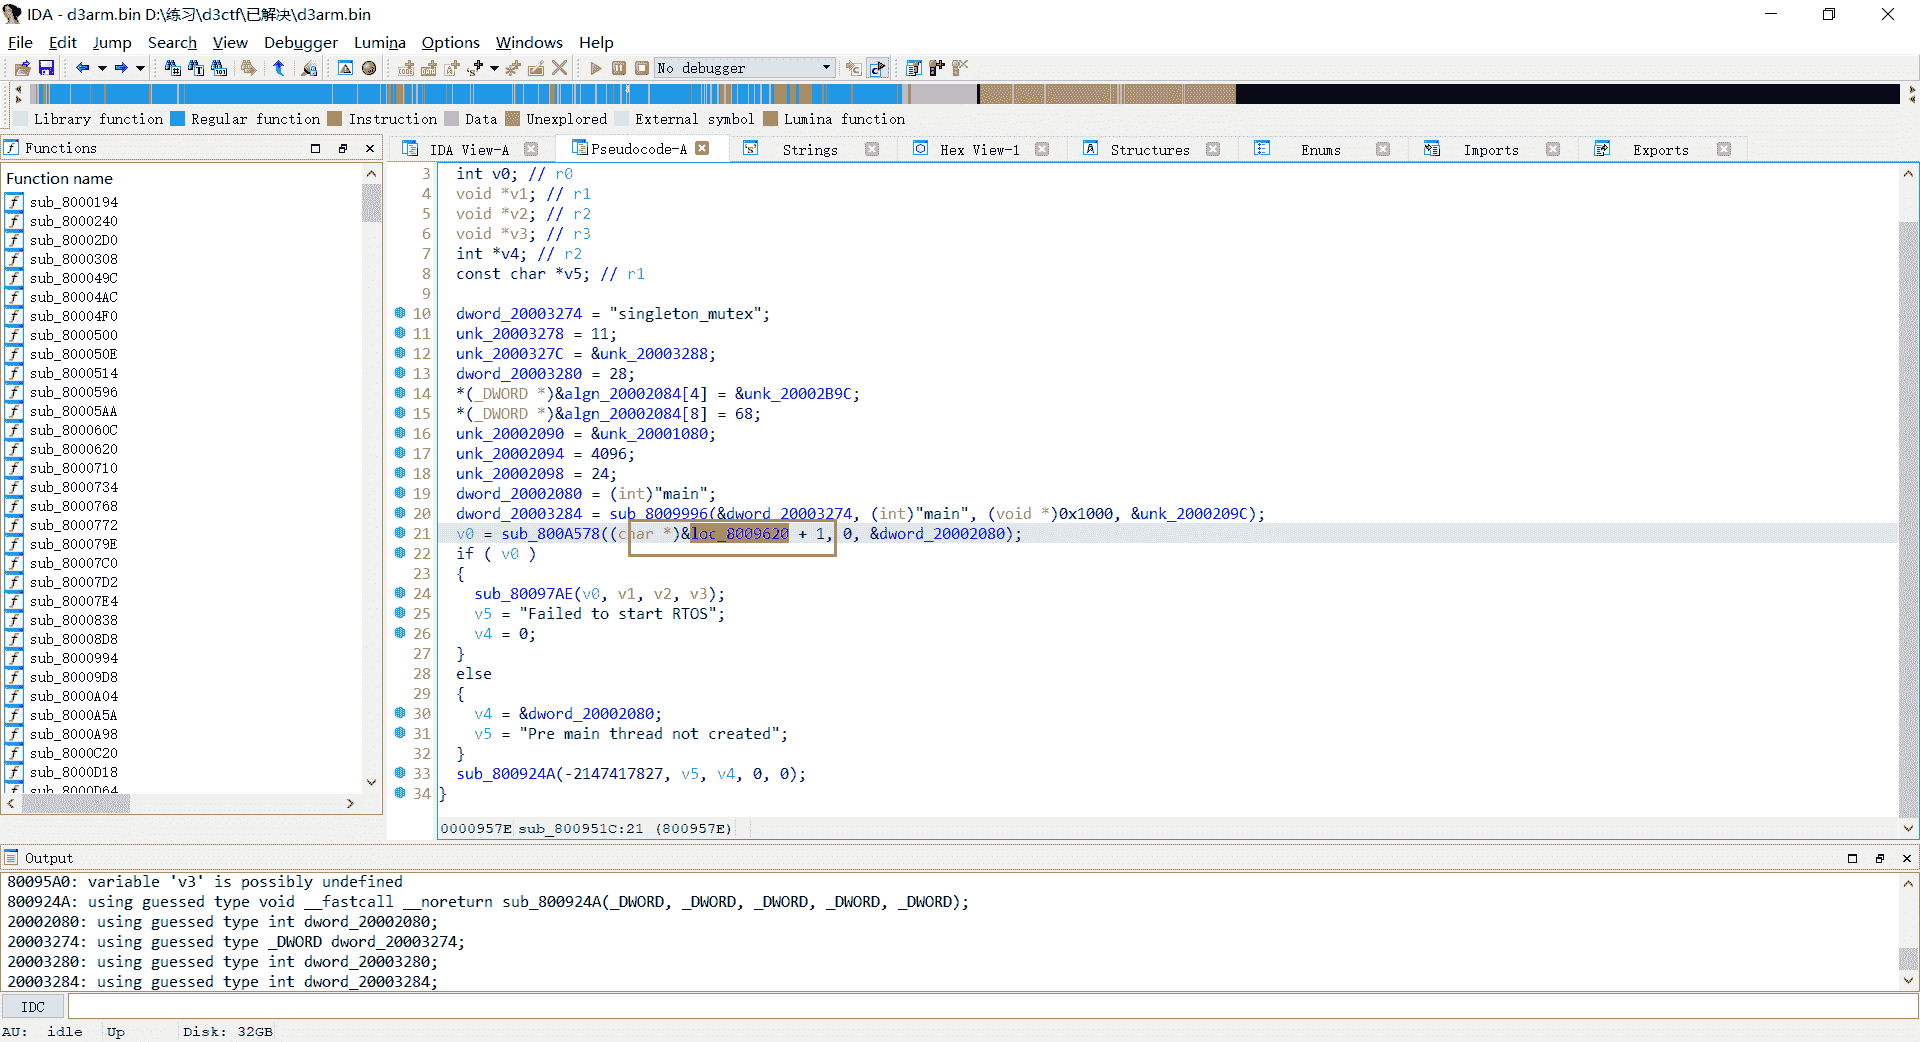 IDA - d3arm.bin D:\练习\d3ctf\已解决\d3arm.bin
File Edit Jump Search View Debugger Lumina Options Windows Help
No debugger
Library function Regular function Instruction Data Unexplored External symbol Lumina function
Functions
IDA View-A Pseudocode-A Strings Hex View-1 Structures Enums Imports Exports
Function name
sub_8000194
sub_8000240
sub_80002D0
sub_8000308
sub_800049C
sub_80004AC
sub_80004F0
sub_8000500
sub_800050E
sub_8000514
sub_8000596
sub_80005AA
sub_800060C
sub_8000620
sub_8000710
sub_8000734
sub_8000768
sub_8000772
sub_800079E
sub_80007C0
sub_80007D2
sub_80007E4
sub_8000838
sub_80008D8
sub_8000994
sub_80009D8
sub_8000A04
sub_8000A5A
sub_8000A98
sub_8000C20
sub_8000D18
sub_8000D64
3 int v0; // r0
4 void *v1; // r1
5 void *v2; // r2
6 void *v3; // r3
7 int *v4; // r2
8 const char *v5; // r1
9
10 dword_20003274 = "singleton_mutex";
11 unk_20003278 = 11;
12 unk_2000327C = &unk_20003288;
13 dword_20003280 = 28;
14 *(_DWORD *)&algn_20002084[4] = &unk_20002B9C;
15 *(_DWORD *)&algn_20002084[8] = 68;
16 unk_20002090 = &unk_20001080;
17 unk_20002094 = 4096;
18 unk_20002098 = 24;
19 dword_20002080 = (int)"main";
20 dword_20003284 = sub_8009996(&dword_20003274, (int)"main", (void *)0x1000, &unk_2000209C);
21 v0 = sub_800A578((char *)&loc_8009620 + 1, 0, &dword_20002080);
22 if ( v0 )
23 {
24 sub_80097AE(v0, v1, v2, v3);
25 v5 = "Failed to start RTOS";
26 v4 = 0;
27 }
28 else
29 {
30 v4 = &dword_20002080;
31 v5 = "Pre main thread not created";
32 }
33 sub_800924A(-2147417827, v5, v4, 0, 0);
34 }
0000957E sub_800951C:21 (800957E)
Output
80095A0: variable 'v3' is possibly undefined
800924A: using guessed type void __fastcall __noreturn sub_800924A(_DWORD, _DWORD, _DWORD, _DWORD, _DWORD);
20002080: using guessed type int dword_20002080;
20003274: using guessed type _DWORD dword_20003274;
20003280: using guessed type int dword_20003280;
20003284: using guessed type int dword_20003284;
IDC
AU: idle Up Disk: 32GB